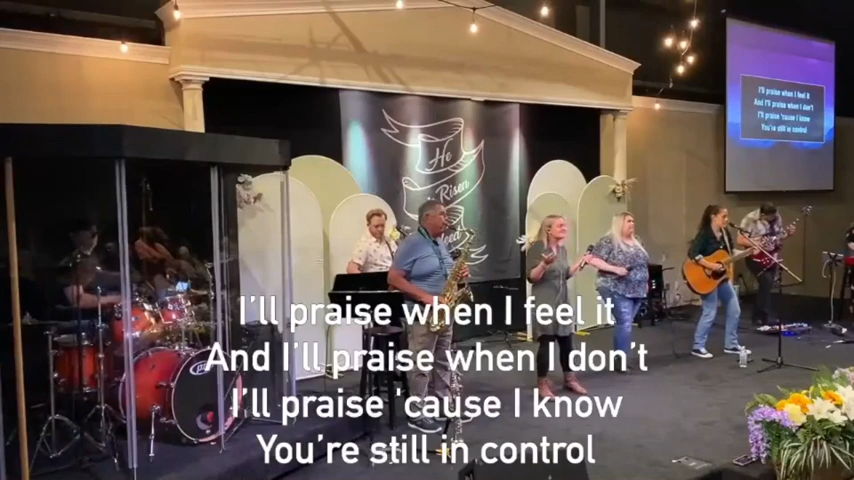 He
is Risen
Indeed
I'll praise when I feel it
And I'll praise when I don't
I'll praise 'cause I know
You're still in control
I'll praise when I feel it
And I'll praise when I don't
I'll praise 'cause I know
You're still in control